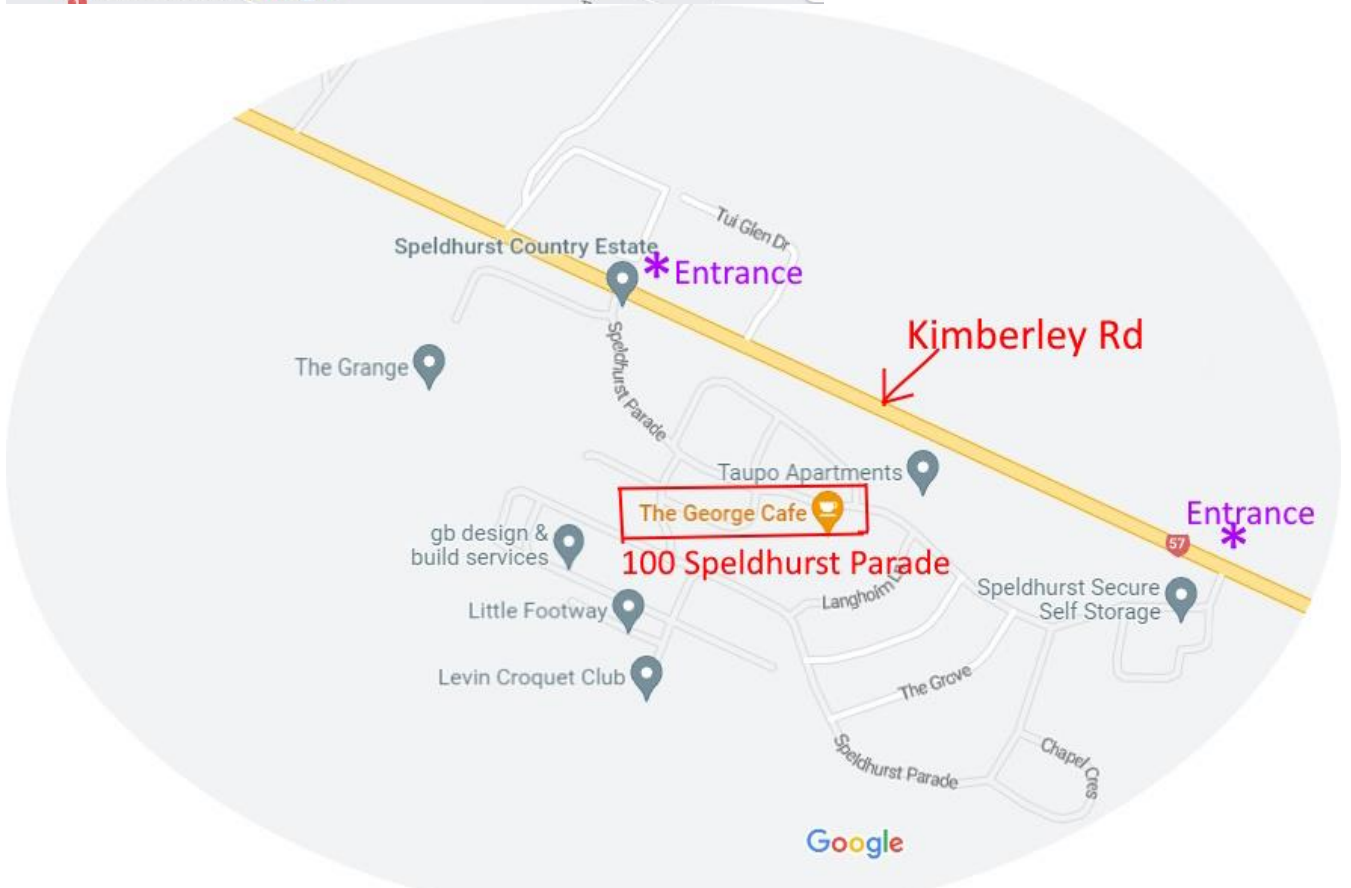 Tui Glen Dr
Speldhurst Country Estate
* Entrance
Kimberley Rd
The Grange
Speldhurst Parade
Taupo Apartments
The George Cafe
Entrance
*
57
gb design &
build services
100 Speldhurst Parade
Langholm
Speldhurst Secure
Self Storage
Little Footway
Levin Croquet Club
The Grove
Speldhurst Parade
Chapel Cres
Google